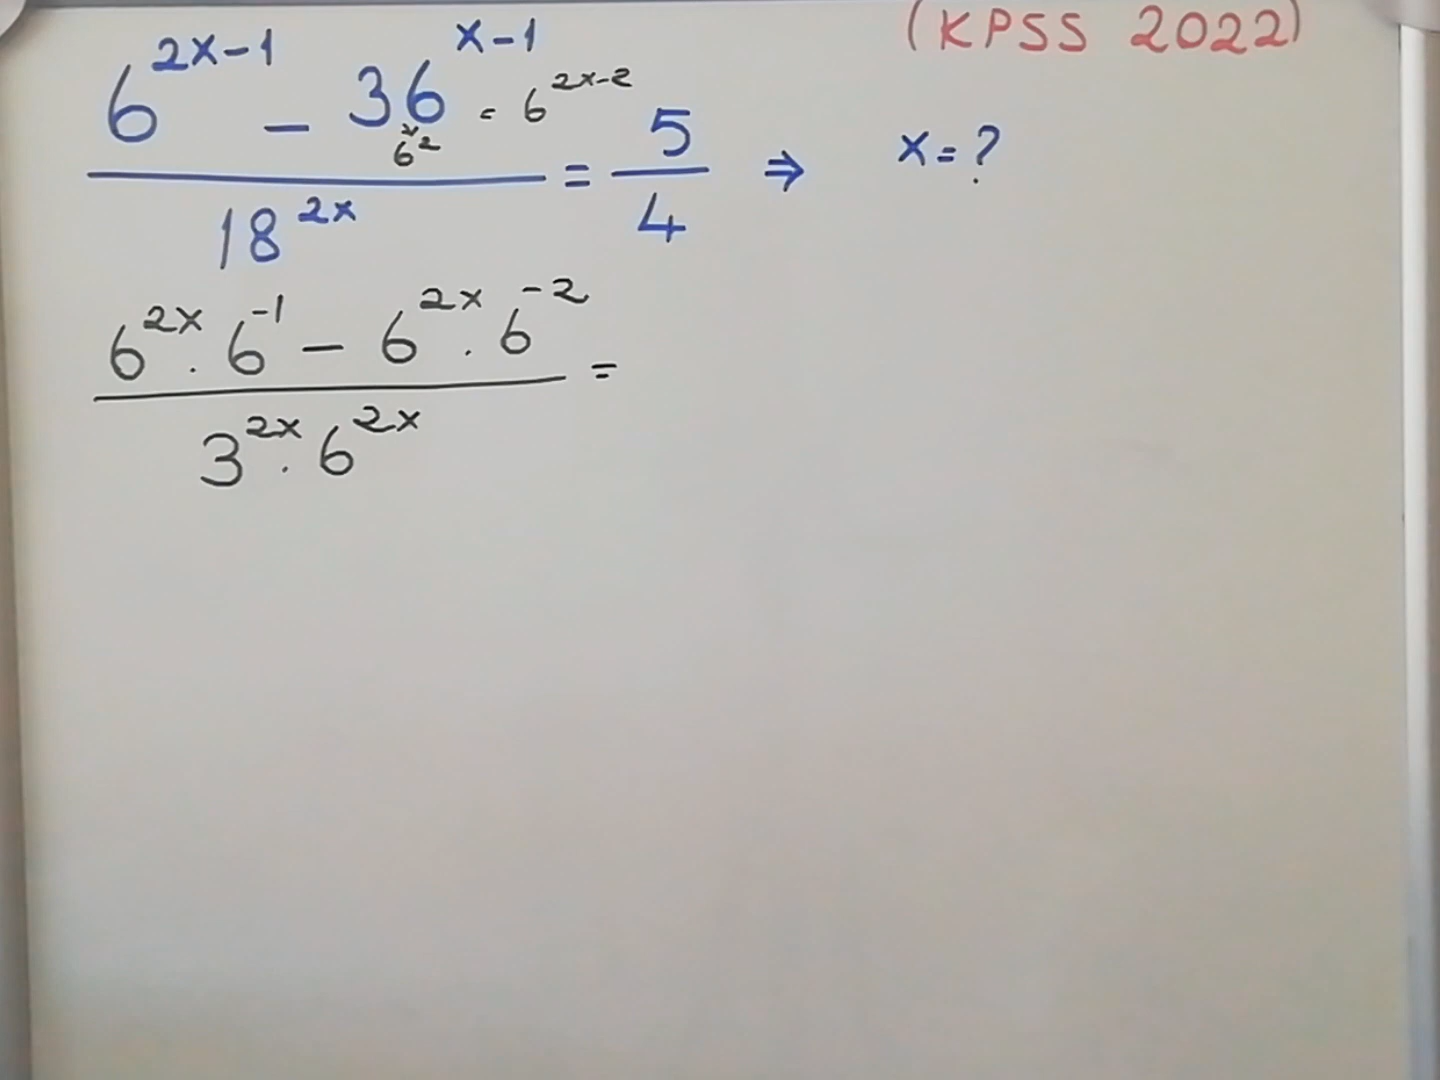 (KPSS 2022)
6^{2x-1} - 36^{x-1} = 6^{2x-2}
6^2
18^{2x}
= 5/4 ⇒ x = ?
6^{2x} . 6^{-1} - 6^{2x} . 6^{-2} =
3^{2x} . 6^{2x}